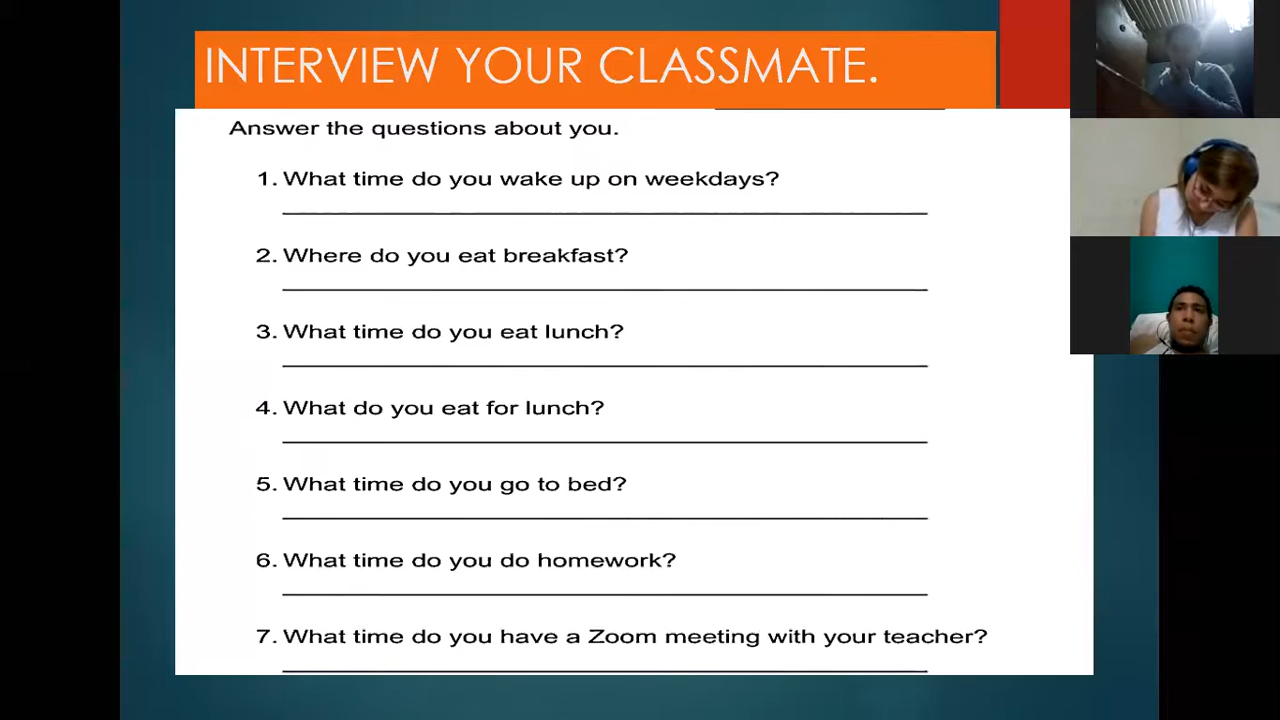 INTERVIEW YOUR CLASSMATE.
Answer the questions about you.
1. What time do you wake up on weekdays?
2. Where do you eat breakfast?
3. What time do you eat lunch?
4. What do you eat for lunch?
5. What time do you go to bed?
6. What time do you do homework?
7. What time do you have a Zoom meeting with your teacher?